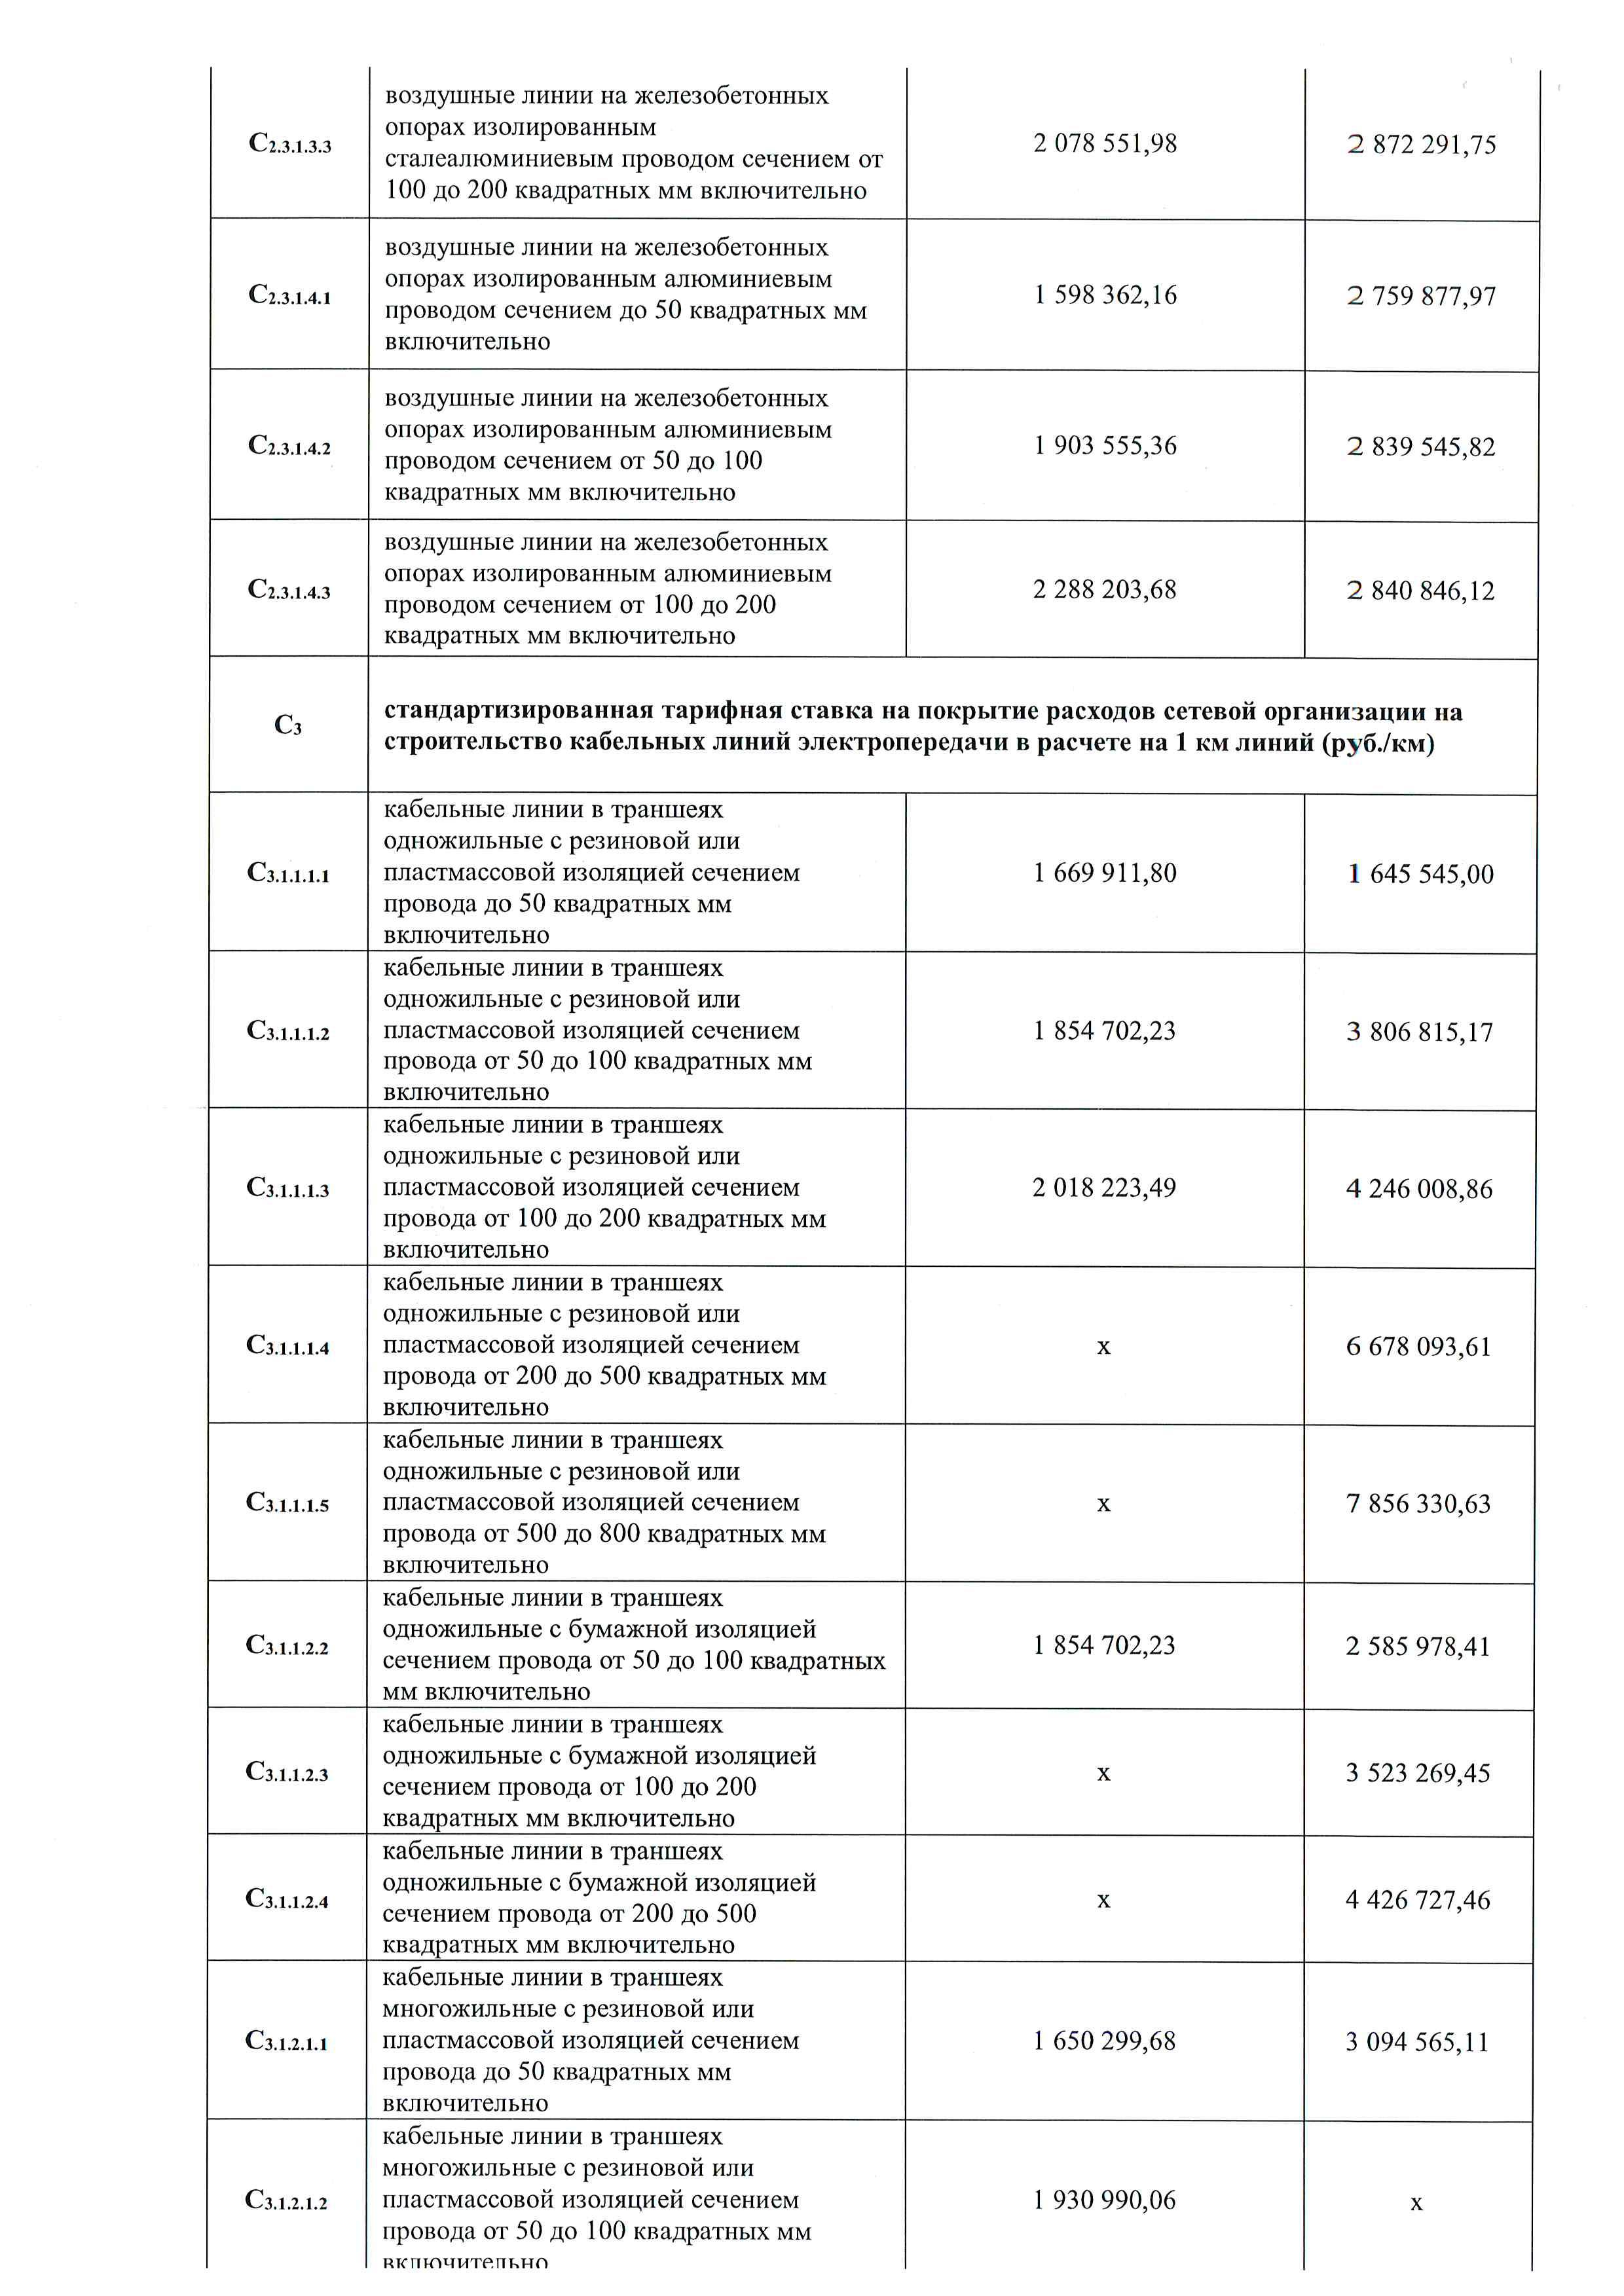 C2.3.1.3.3
воздушные линии на железобетонных
опорах изолированным
сталеалюминиевым проводом сечением от
100 до 200 квадратных мм включительно
2 078 551,98
2 872 291,75
C2.3.1.4.1
воздушные линии на железобетонных
опорах изолированным алюминиевым
проводом сечением до 50 квадратных мм
включительно
1 598 362,16
2 759 877,97
C2.3.1.4.2
воздушные линии на железобетонных
опорах изолированным алюминиевым
проводом сечением от 50 до 100
квадратных мм включительно
1 903 555,36
2 839 545,82
C2.3.1.4.3
воздушные линии на железобетонных
опорах изолированным алюминиевым
проводом сечением от 100 до 200
квадратных мм включительно
2 288 203,68
2 840 846,12
C3
стандартизированная тарифная ставка на покрытие расходов сетевой организации на
строительство кабельных линий электропередачи в расчете на 1 км линий (руб./км)
C3.1.1.1.1
кабельные линии в траншеях
одножильные с резиновой или
пластмассовой изоляцией сечением
провода до 50 квадратных мм
включительно
1 669 911,80
1 645 545,00
C3.1.1.1.2
кабельные линии в траншеях
одножильные с резиновой или
пластмассовой изоляцией сечением
провода от 50 до 100 квадратных мм
включительно
1 854 702,23
3 806 815,17
C3.1.1.1.3
кабельные линии в траншеях
одножильные с резиновой или
пластмассовой изоляцией сечением
провода от 100 до 200 квадратных мм
включительно
2 018 223,49
4 246 008,86
C3.1.1.1.4
кабельные линии в траншеях
одножильные с резиновой или
пластмассовой изоляцией сечением
провода от 200 до 500 квадратных мм
включительно
х
6 678 093,61
C3.1.1.1.5
кабельные линии в траншеях
одножильные с резиновой или
пластмассовой изоляцией сечением
провода от 500 до 800 квадратных мм
включительно
х
7 856 330,63
C3.1.1.2.2
кабельные линии в траншеях
одножильные с бумажной изоляцией
сечением провода от 50 до 100 квадратных
мм включительно
1 854 702,23
2 585 978,41
C3.1.1.2.3
кабельные линии в траншеях
одножильные с бумажной изоляцией
сечением провода от 100 до 200
квадратных мм включительно
х
3 523 269,45
C3.1.1.2.4
кабельные линии в траншеях
одножильные с бумажной изоляцией
сечением провода от 200 до 500
квадратных мм включительно
х
4 426 727,46
C3.1.2.1.1
кабельные линии в траншеях
многожильные с резиновой или
пластмассовой изоляцией сечением
провода до 50 квадратных мм
включительно
1 650 299,68
3 094 565,11
C3.1.2.1.2
кабельные линии в траншеях
многожильные с резиновой или
пластмассовой изоляцией сечением
провода от 50 до 100 квадратных мм
включительно
1 930 990,06
х